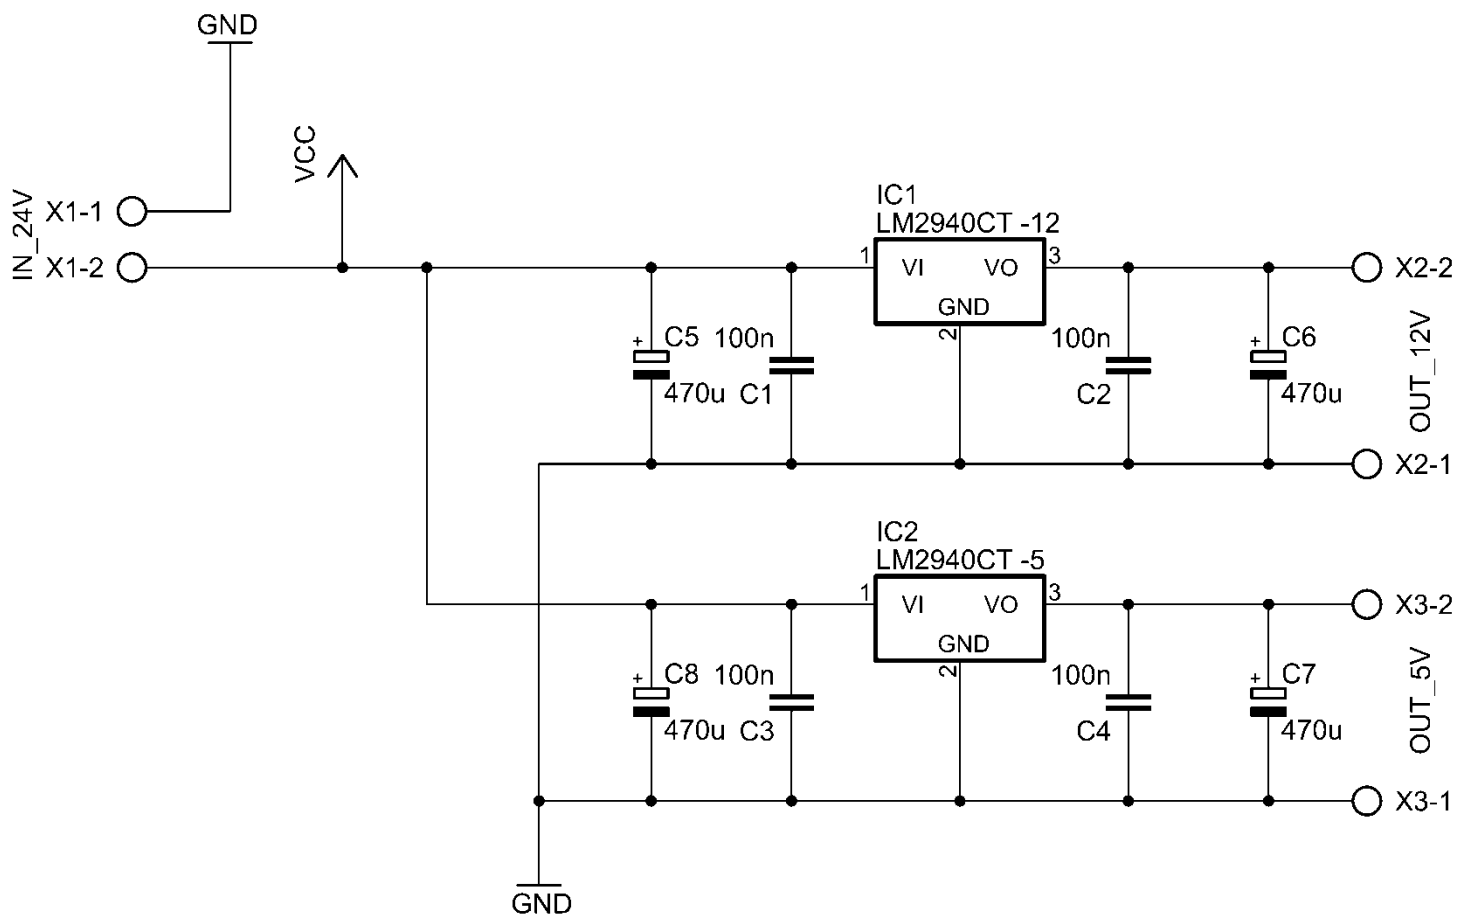 GND
VCC
IN_24V
X1-1
X1-2
IC1
LM2940CT -12
1
VI
VO
3
GND
2
X2-2
C5
470u
100n
C1
100n
C2
C6
470u
OUT_12V
X2-1
IC2
LM2940CT -5
1
VI
VO
3
GND
2
X3-2
C8
470u
100n
C3
100n
C4
C7
470u
OUT_5V
X3-1
GND